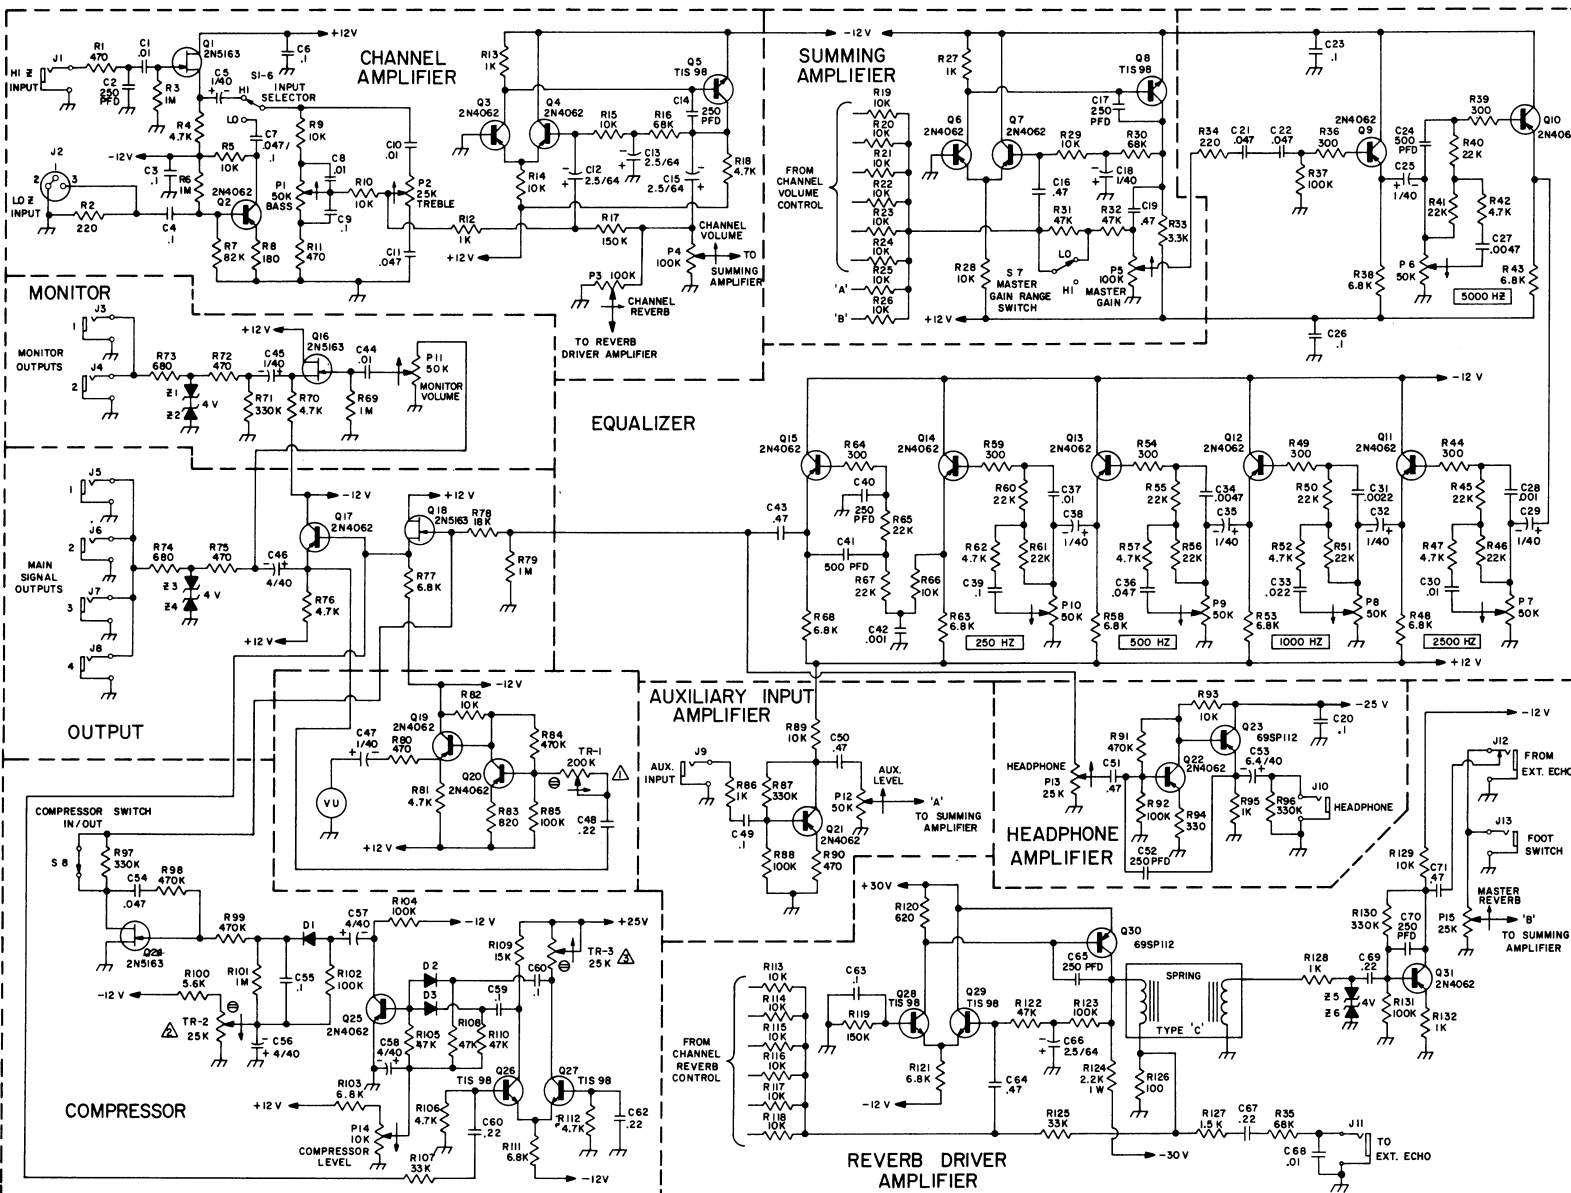 CHANNEL
AMPLIFIER
HI Z
INPUT
J1
R1
470
C1
.01
C2
250
PFD
R3
1M
Q1
2N5163
C5
1/40
S1-6
INPUT
SELECTOR
HI
LO
C6
.1
+12V
R4
4.7K
-12V
C3
.1
R5
10K
R6
1M
C7
.047/
.1
R9
10K
C8
.01
C10
.01
J2
2
3
LO Z
INPUT
R2
220
C4
.1
2N4062
Q2
R7
82K
R8
180
P1
50K
BASS
C9
.1
R10
10K
R11
470
P2
25K
TREBLE
C11
.047
R12
1K
R13
1K
Q3
2N4062
Q4
2N4062
R14
10K
R15
10K
R16
68K
C12
2.5/64
C13
2.5/64
C14
250
PFD
C15
2.5/64
Q5
TIS 98
R18
4.7K
R17
150K
+12V
CHANNEL
VOLUME
P4
100K
TO
SUMMING
AMPLIFIER
P3 100K
CHANNEL
REVERB
TO REVERB
DRIVER AMPLIFIER
-12V
SUMMING
AMPLIFIER
R19
10K
R20
10K
R21
10K
R22
10K
R23
10K
R24
10K
R25
10K
R26
10K
FROM
CHANNEL
VOLUME
CONTROL
'A'
'B'
R27
1K
Q6
2N4062
Q7
2N4062
Q8
TIS 98
C17
250
PFD
R29
10K
R30
68K
C16
.47
C18
1/40
C19
.47
R31
47K
R32
47K
R33
3.3K
R28
10K
LO
HI
S 7
MASTER
GAIN RANGE
SWITCH
P5
100K
MASTER
GAIN
+12V
C23
.1
R34
220
C21
.047
C22
.047
R36
300
R37
100K
2N4062
Q9
C24
500
PFD
C25
1/40
R39
300
R40
22K
R41
22K
R42
4.7K
C27
.0047
P6
50K
R38
6.8K
5000 HZ
R43
6.8K
Q10
2N4062
C26
.1
MONITOR
J3
1
MONITOR
OUTPUTS
J4
2
R73
680
R72
470
C45
1/40
Z1
Z2
4 V
R71
330K
R70
4.7K
+12V
Q16
2N5163
C44
.01
R69
1M
P11
50K
MONITOR
VOLUME
EQUALIZER
-12 V
Q15
2N4062
R64
300
C40
250
PFD
R65
22K
C43
.47
C41
500 PFD
R67
22K
R66
10K
R68
6.8K
C42
.001
Q14
2N4062
R59
300
R60
22K
C37
.01
C38
1/40
R62
4.7K
R61
22K
C39
.1
R63
6.8K
P10
50K
250 HZ
Q13
2N4062
R54
300
R55
22K
C34
.0047
C35
1/40
R57
4.7K
R56
22K
C36
.047
R58
6.8K
P9
50K
500 HZ
Q12
2N4062
R49
300
R50
22K
C31
.0022
C32
1/40
R52
4.7K
R51
22K
C33
.022
R53
6.8K
P8
50K
1000 HZ
Q11
2N4062
R44
300
R45
22K
C28
.001
C29
1/40
R47
4.7K
R46
22K
C30
.01
R48
6.8K
P7
50K
2500 HZ
+12 V
J5
1
J6
2
MAIN
SIGNAL
OUTPUTS
J7
3
J8
4
R74
680
R75
470
Z3
Z4
4 V
C46
4/40
-12 V
Q17
2N4062
R76
4.7K
+12V
+12V
Q18
2N5163
R78
18K
R77
6.8K
R79
1M
OUTPUT
-12V
R82
10K
Q19
2N4062
C47
1/40
R80
470
VU
R81
4.7K
Q20
2N4062
R84
470K
TR-1
200K
1
R83
820
R85
100K
C48
.22
+12V
AUXILIARY INPUT
AMPLIFIER
J9
AUX.
INPUT
R86
1K
C49
.1
R87
330K
R88
100K
R89
10K
C50
.47
Q21
2N4062
R90
470
P12
50K
AUX.
LEVEL
'A'
TO SUMMING
AMPLIFIER
HEADPHONE
AMPLIFIER
HEADPHONE
P13
25K
C51
.47
R91
470K
R92
100K
R93
10K
Q22
2N4062
R94
330
C52
250PFD
Q23
69SP112
C53
6.4/40
R95
1K
R96
330K
J10
HEADPHONE
-25 V
C20
.1
-12V
J12
FROM
EXT. ECHO
J13
FOOT
SWITCH
R129
10K
C71
.47
MASTER
REVERB
P15
25K
'B'
TO SUMMING
AMPLIFIER
R130
330K
C70
250
PFD
C69
.22
R128
1K
Z5
Z6
4V
R131
100K
Q31
2N4062
R132
1K
COMPRESSOR SWITCH
IN/OUT
S 8
R97
330K
C54
.047
R98
470K
Q24
2N5163
R99
470K
D1
R100
5.6K
-12 V
2
TR-2
25K
R101
1M
C55
.1
R102
100K
C56
4/40
C57
4/40
R104
100K
-12 V
Q25
2N4062
D2
D3
C58
4/40
R105
47K
R108
47K
R110
47K
C59
.1
C60
.1
R109
15K
+25V
TR-3
25K
3
R103
6.8K
+12V
P14
10K
COMPRESSOR
LEVEL
R106
4.7K
R107
33K
C60
.22
TIS 98
Q26
Q27
TIS 98
R111
6.8K
R112
4.7K
C62
.22
-12V
COMPRESSOR
+30V
R120
620
Q30
69SP112
C65
250 PFD
R113
10K
R114
10K
R115
10K
R116
10K
R117
10K
R118
10K
FROM
CHANNEL
REVERB
CONTROL
C63
.1
R119
150K
Q28
TIS 98
Q29
TIS 98
R122
47K
R123
100K
C66
2.5/64
R121
6.8K
-12 V
C64
.47
R124
2.2K
1 W
R125
33K
SPRING
TYPE 'C'
R126
100
-30V
R127
1.5K
C67
.22
R35
68K
C68
.01
J11
TO
EXT. ECHO
REVERB DRIVER
AMPLIFIER